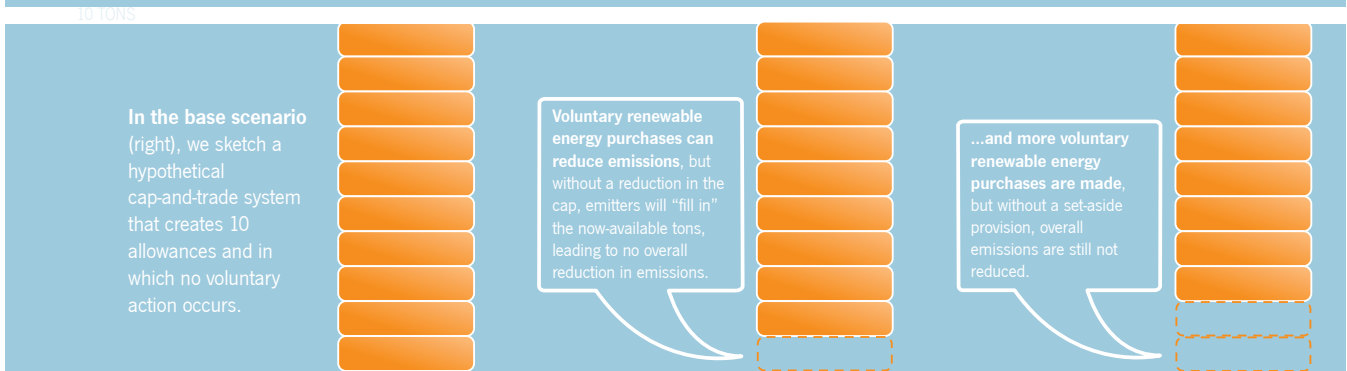 10 TONS
In the base scenario
(right), we sketch a
hypothetical
cap-and-trade system
that creates 10
allowances and in
which no voluntary
action occurs.
Voluntary renewable
energy purchases can
reduce emissions, but
without a reduction in the
cap, emitters will “fill in”
the now-available tons,
leading to no overall
reduction in emissions.
...and more voluntary
renewable energy
purchases are made,
but without a set-aside
provision, overall
emissions are still not
reduced.